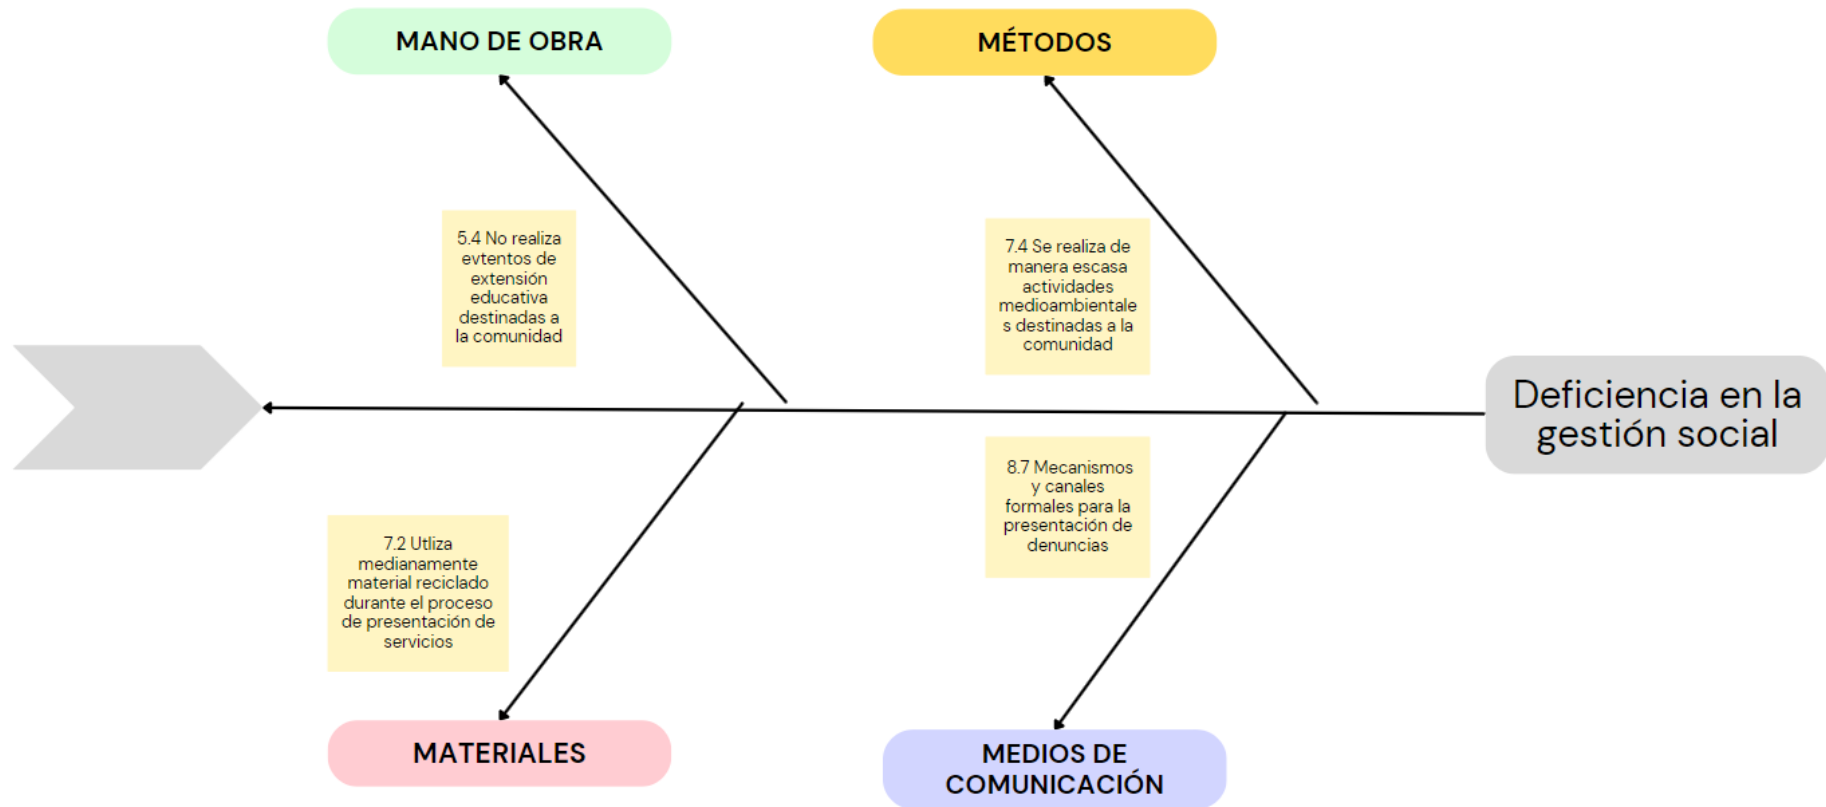 MANO DE OBRA
MÉTODOS
5.4 No realiza
evtentos de
extensión
educativa
destinadas a
la comunidad
7.4 Se realiza de
manera escasa
actividades
medioambientale
s destinadas a la
comunidad
Deficiencia en la
gestión social
7.2 Utliza
medianamente
material reciclado
durante el proceso
de presentación de
servicios
8.7 Mecanismos
y canales
formales para la
presentación de
denuncias
MATERIALES
MEDIOS DE
COMUNICACIÓN